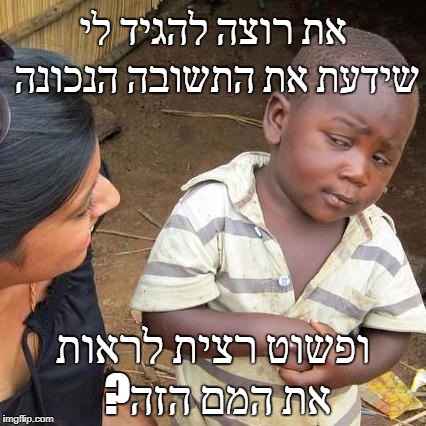 את רוצה להגיד לי
שידעת את התשובה הנכונה
ופשוט רצית לראות
את המם הזה?
imgflip.com